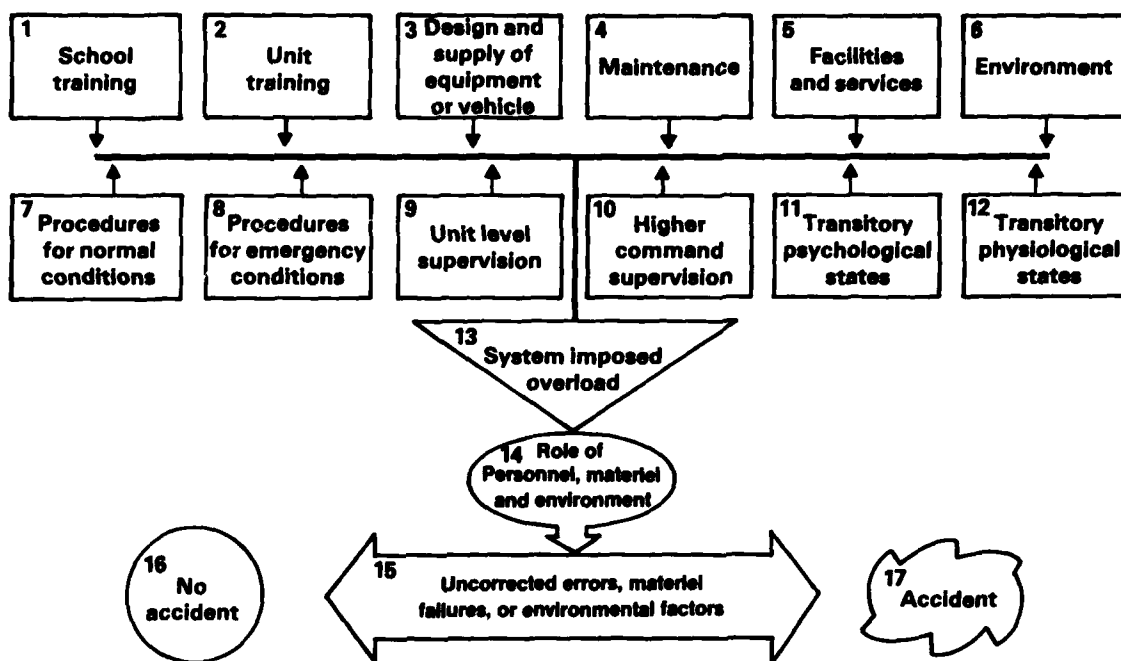 1
School
training
2
Unit
training
3 Design and
supply of
equipment
or vehicle
4
Maintenance
5
Facilities
and services
6
Environment
7
Procedures
for normal
conditions
8
Procedures
for emergency
conditions
9
Unit level
supervision
10
Higher
command
supervision
11
Transitory
psychological
states
12
Transitory
physiological
states
13
System imposed
overload
14 Role of
Personnel, materiel
and environment
15
Uncorrected errors, materiel
failures, or environmental factors
16
No
accident
17
Accident